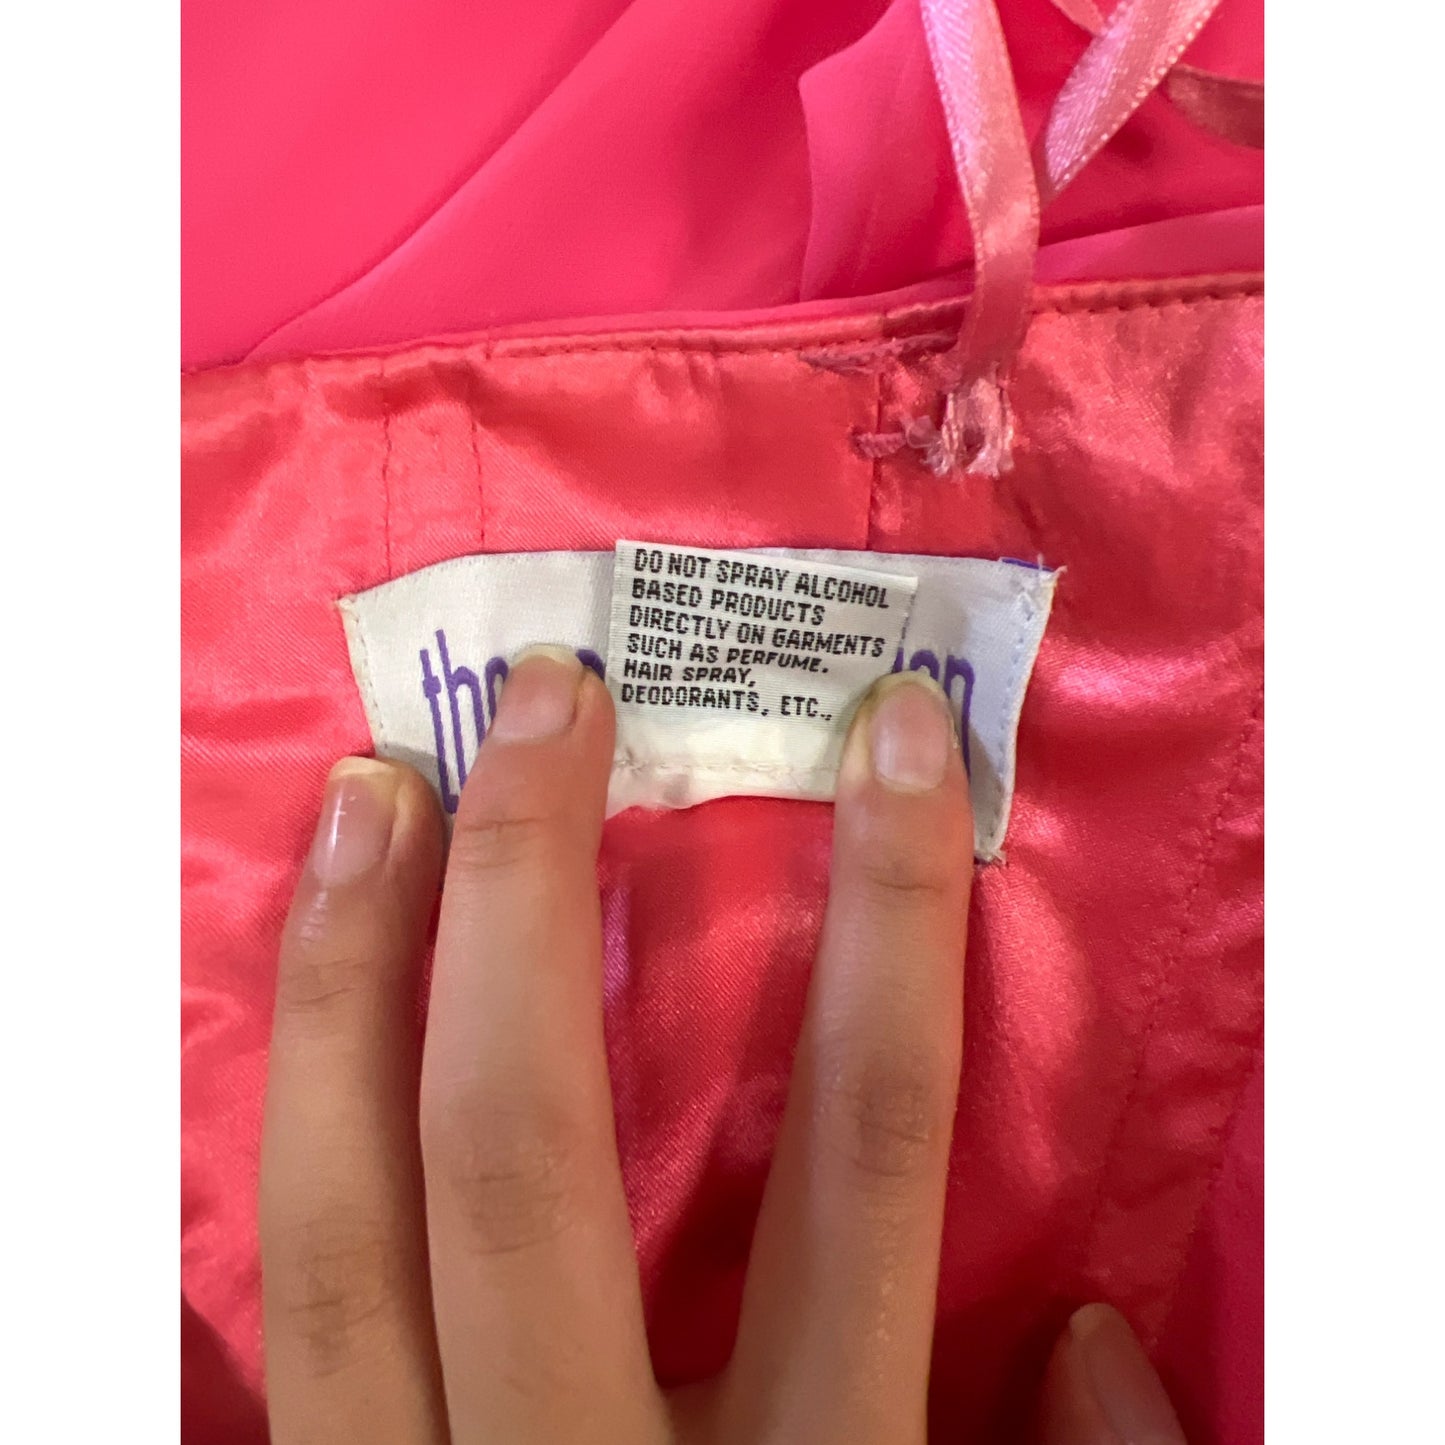 DO NOT SPRAY ALCOHOL
BASED PRODUCTS
DIRECTLY ON GARMENTS
SUCH AS PERFUME.
HAIR SPRAY,
DEODORANTS, ETC.,